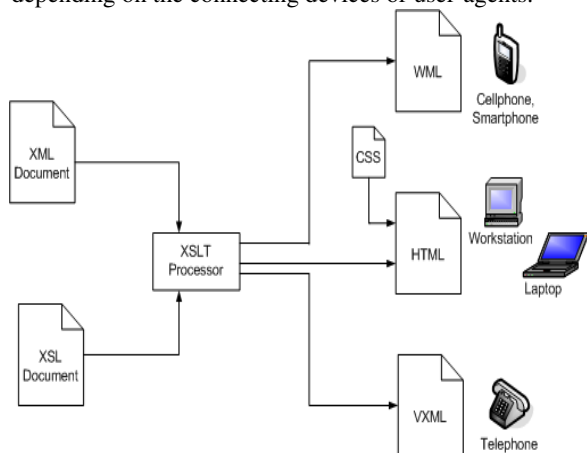 depending on the connecting devices or user agents.
WML
Cellphone,
Smartphone
XML
Document
CSS
XSLT
Processor
HTML
Workstation
Laptop
XSL
Document
VXML
Telephone